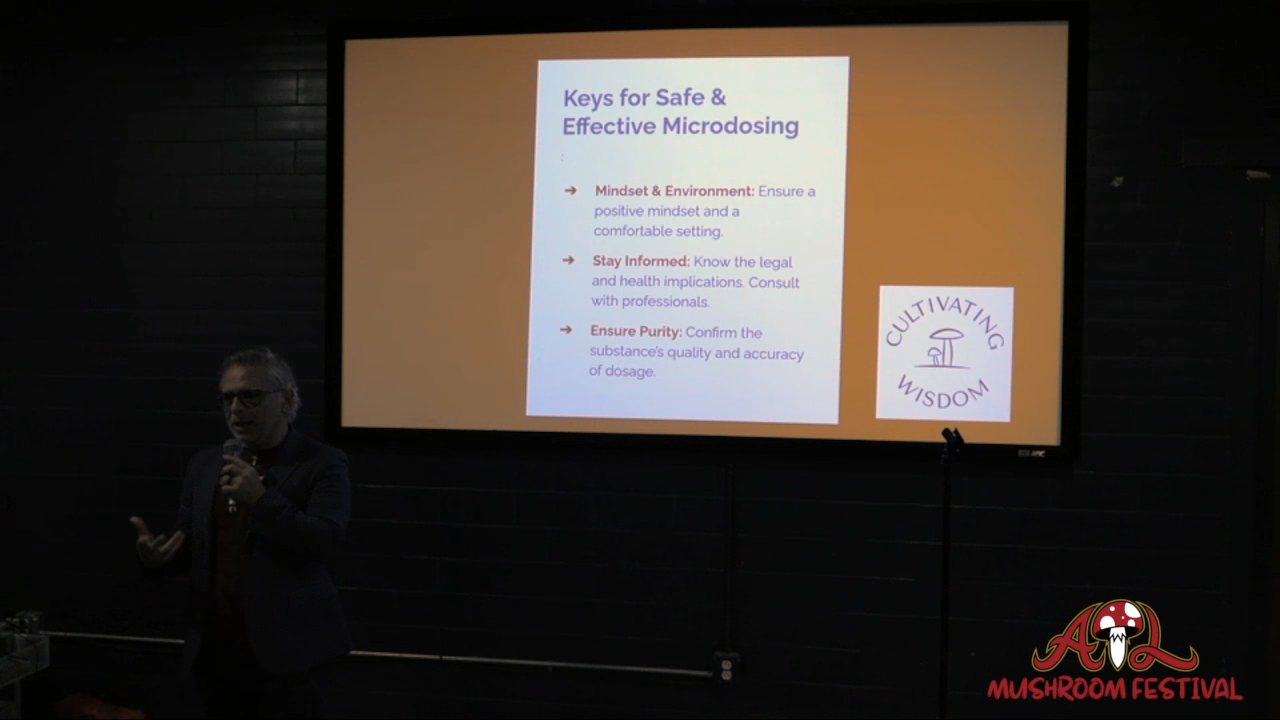 Keys for Safe &
Effective Microdosing
:
➔ Mindset & Environment: Ensure a
positive mindset and a
comfortable setting.
➔ Stay Informed: Know the legal
and health implications. Consult
with professionals.
➔ Ensure Purity: Confirm the
substance's quality and accuracy
of dosage.
CULTIVATING
WISDOM
ATL
MUSHROOM FESTIVAL